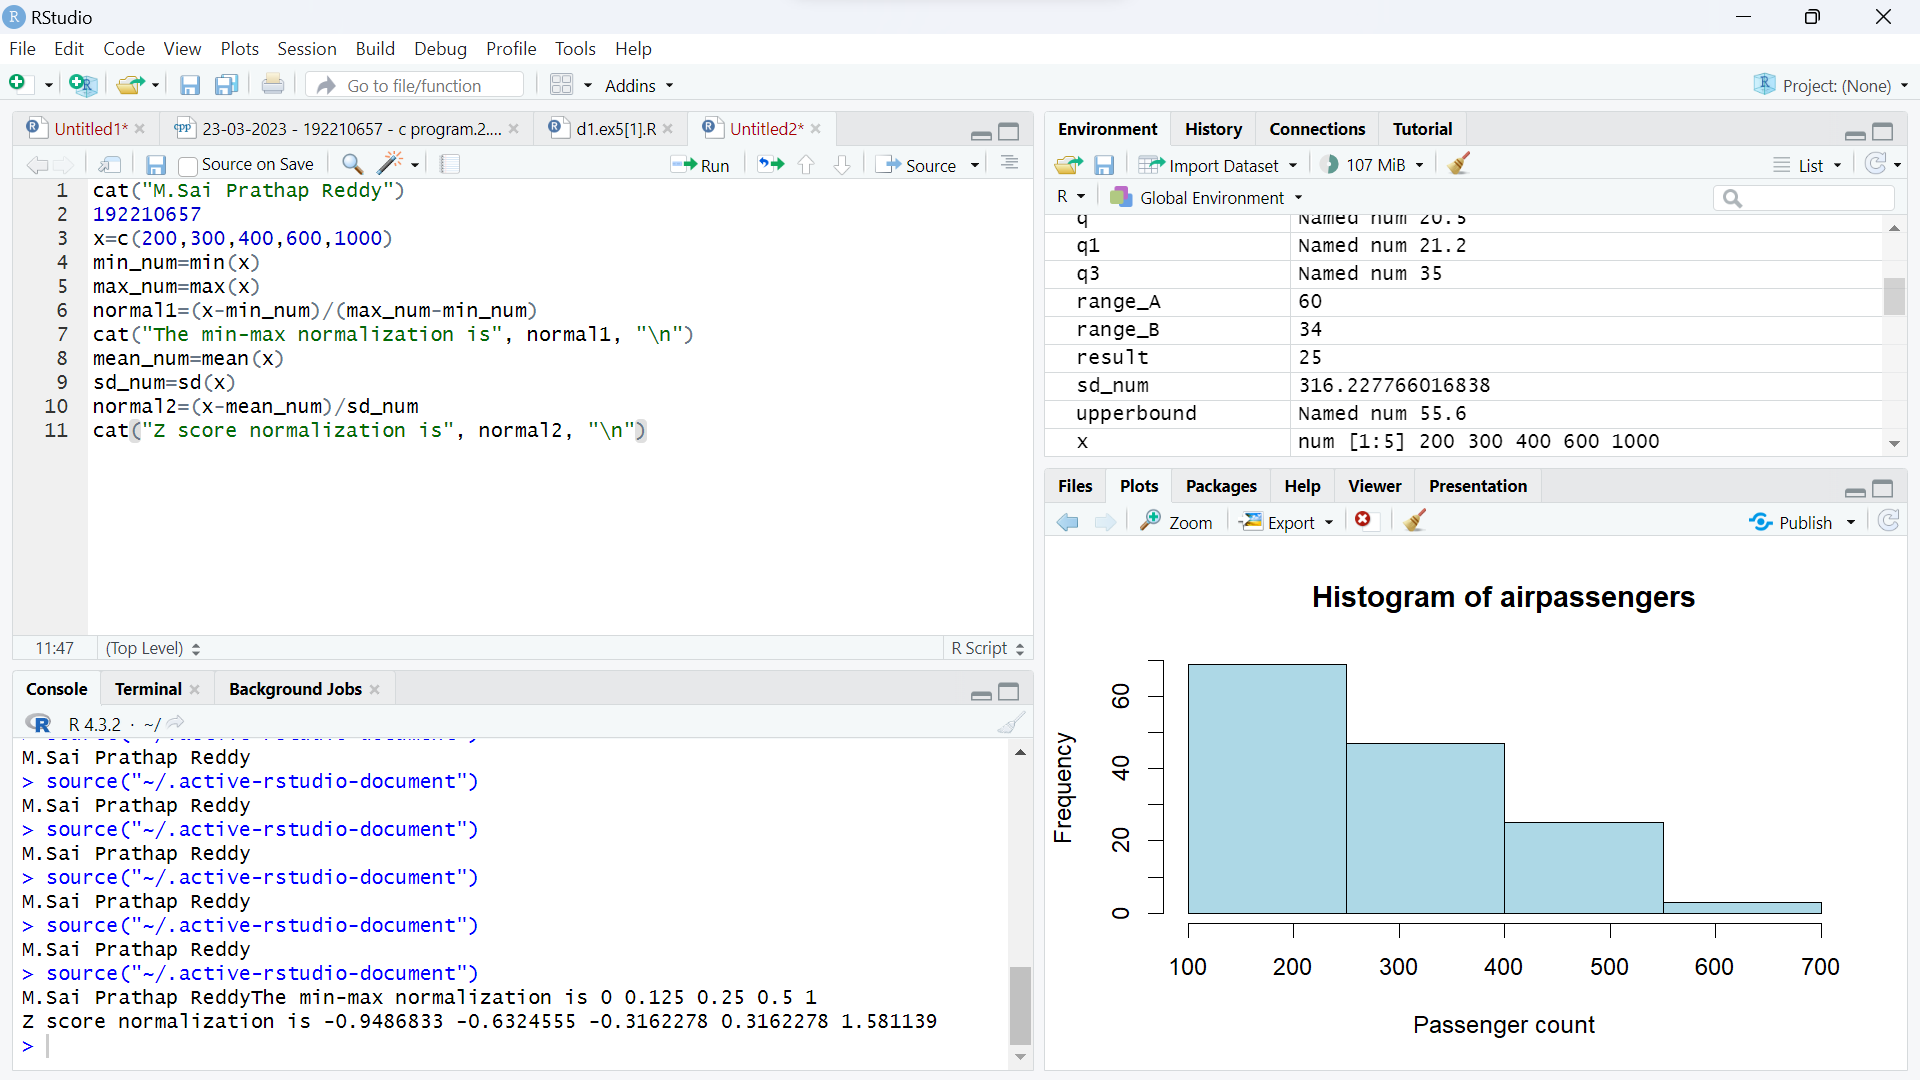 RStudio
File Edit Code View Plots Session Build Debug Profile Tools Help
Go to file/function Addins Project: (None)
Untitled1* 23-03-2023 - 192210657 - c program.2.... d1.ex5[1].R Untitled2*
Source on Save Run Source
1 cat("M.Sai Prathap Reddy")
2 192210657
3 x=c(200,300,400,600,1000)
4 min_num=min(x)
5 max_num=max(x)
6 normal1=(x-min_num)/(max_num-min_num)
7 cat("The min-max normalization is", normal1, "\n")
8 mean_num=mean(x)
9 sd_num=sd(x)
10 normal2=(x-mean_num)/sd_num
11 cat("Z score normalization is", normal2, "\n")
11:47 (Top Level) R Script
Console Terminal Background Jobs
R 4.3.2 · ~/
M.Sai Prathap Reddy
> source("~/.active-rstudio-document")
M.Sai Prathap Reddy
> source("~/.active-rstudio-document")
M.Sai Prathap Reddy
> source("~/.active-rstudio-document")
M.Sai Prathap Reddy
> source("~/.active-rstudio-document")
M.Sai Prathap Reddy
> source("~/.active-rstudio-document")
M.Sai Prathap ReddyThe min-max normalization is 0 0.125 0.25 0.5 1
Z score normalization is -0.9486833 -0.6324555 -0.3162278 0.3162278 1.581139
>
Environment History Connections Tutorial
Import Dataset 107 MiB List
R Global Environment
q Named num 20.5
q1 Named num 21.2
q3 Named num 35
range_A 60
range_B 34
result 25
sd_num 316.227766016838
upperbound Named num 55.6
x num [1:5] 200 300 400 600 1000
Files Plots Packages Help Viewer Presentation
Zoom Export Publish
Histogram of airpassengers
Frequency
0 20 40 60
100 200 300 400 500 600 700
Passenger count